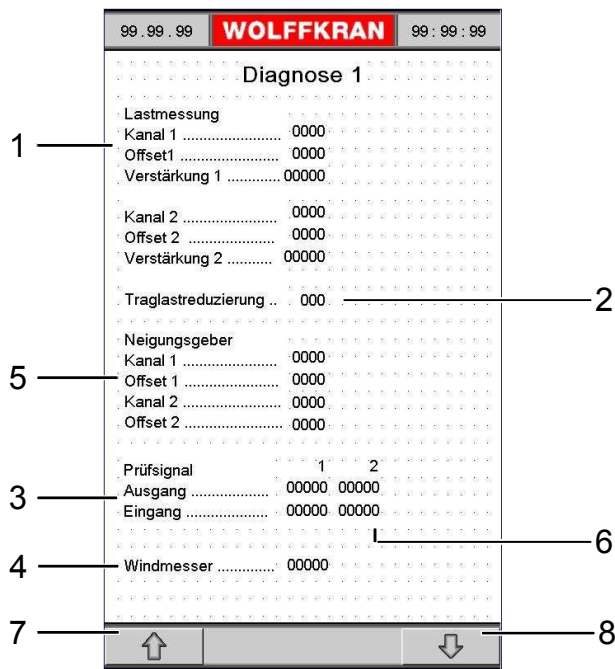 99.99.99 WOLFFKRAN 99:99:99
Diagnose 1
Lastmessung
1 Kanal 1 ...................... 0000
Offset1 ....................... 0000
Verstärkung 1 ............ 00000
Kanal 2 ..................... 0000
Offset 2 .................... 0000
Verstärkung 2 .......... 00000
Traglastreduzierung .. 000 2
Neigungsgeber
Kanal 1 ...................... 0000
5 Offset 1 ..................... 0000
Kanal 2 ...................... 0000
Offset 2 ..................... 0000
Prüfsignal 1 2
3 Ausgang .................. 00000 00000
Eingang ................... 00000 00000
6
4 Windmesser ............. 00000
7 8